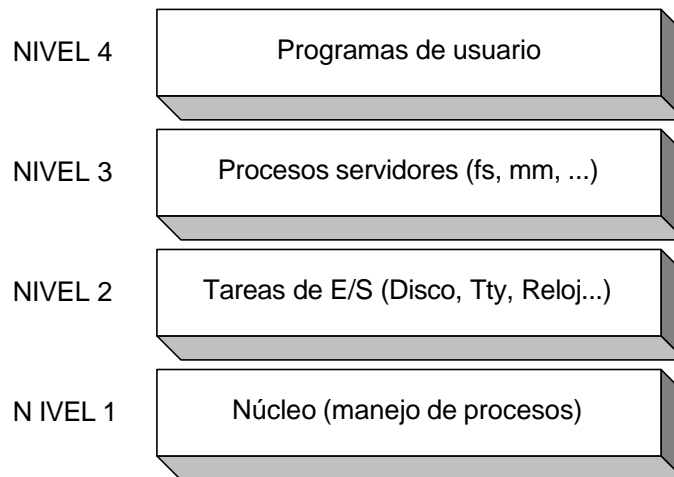 NIVEL 4
Programas de usuario
NIVEL 3
Procesos servidores (fs, mm, ...)
NIVEL 2
Tareas de E/S (Disco, Tty, Reloj...)
N IVEL 1
Núcleo (manejo de procesos)